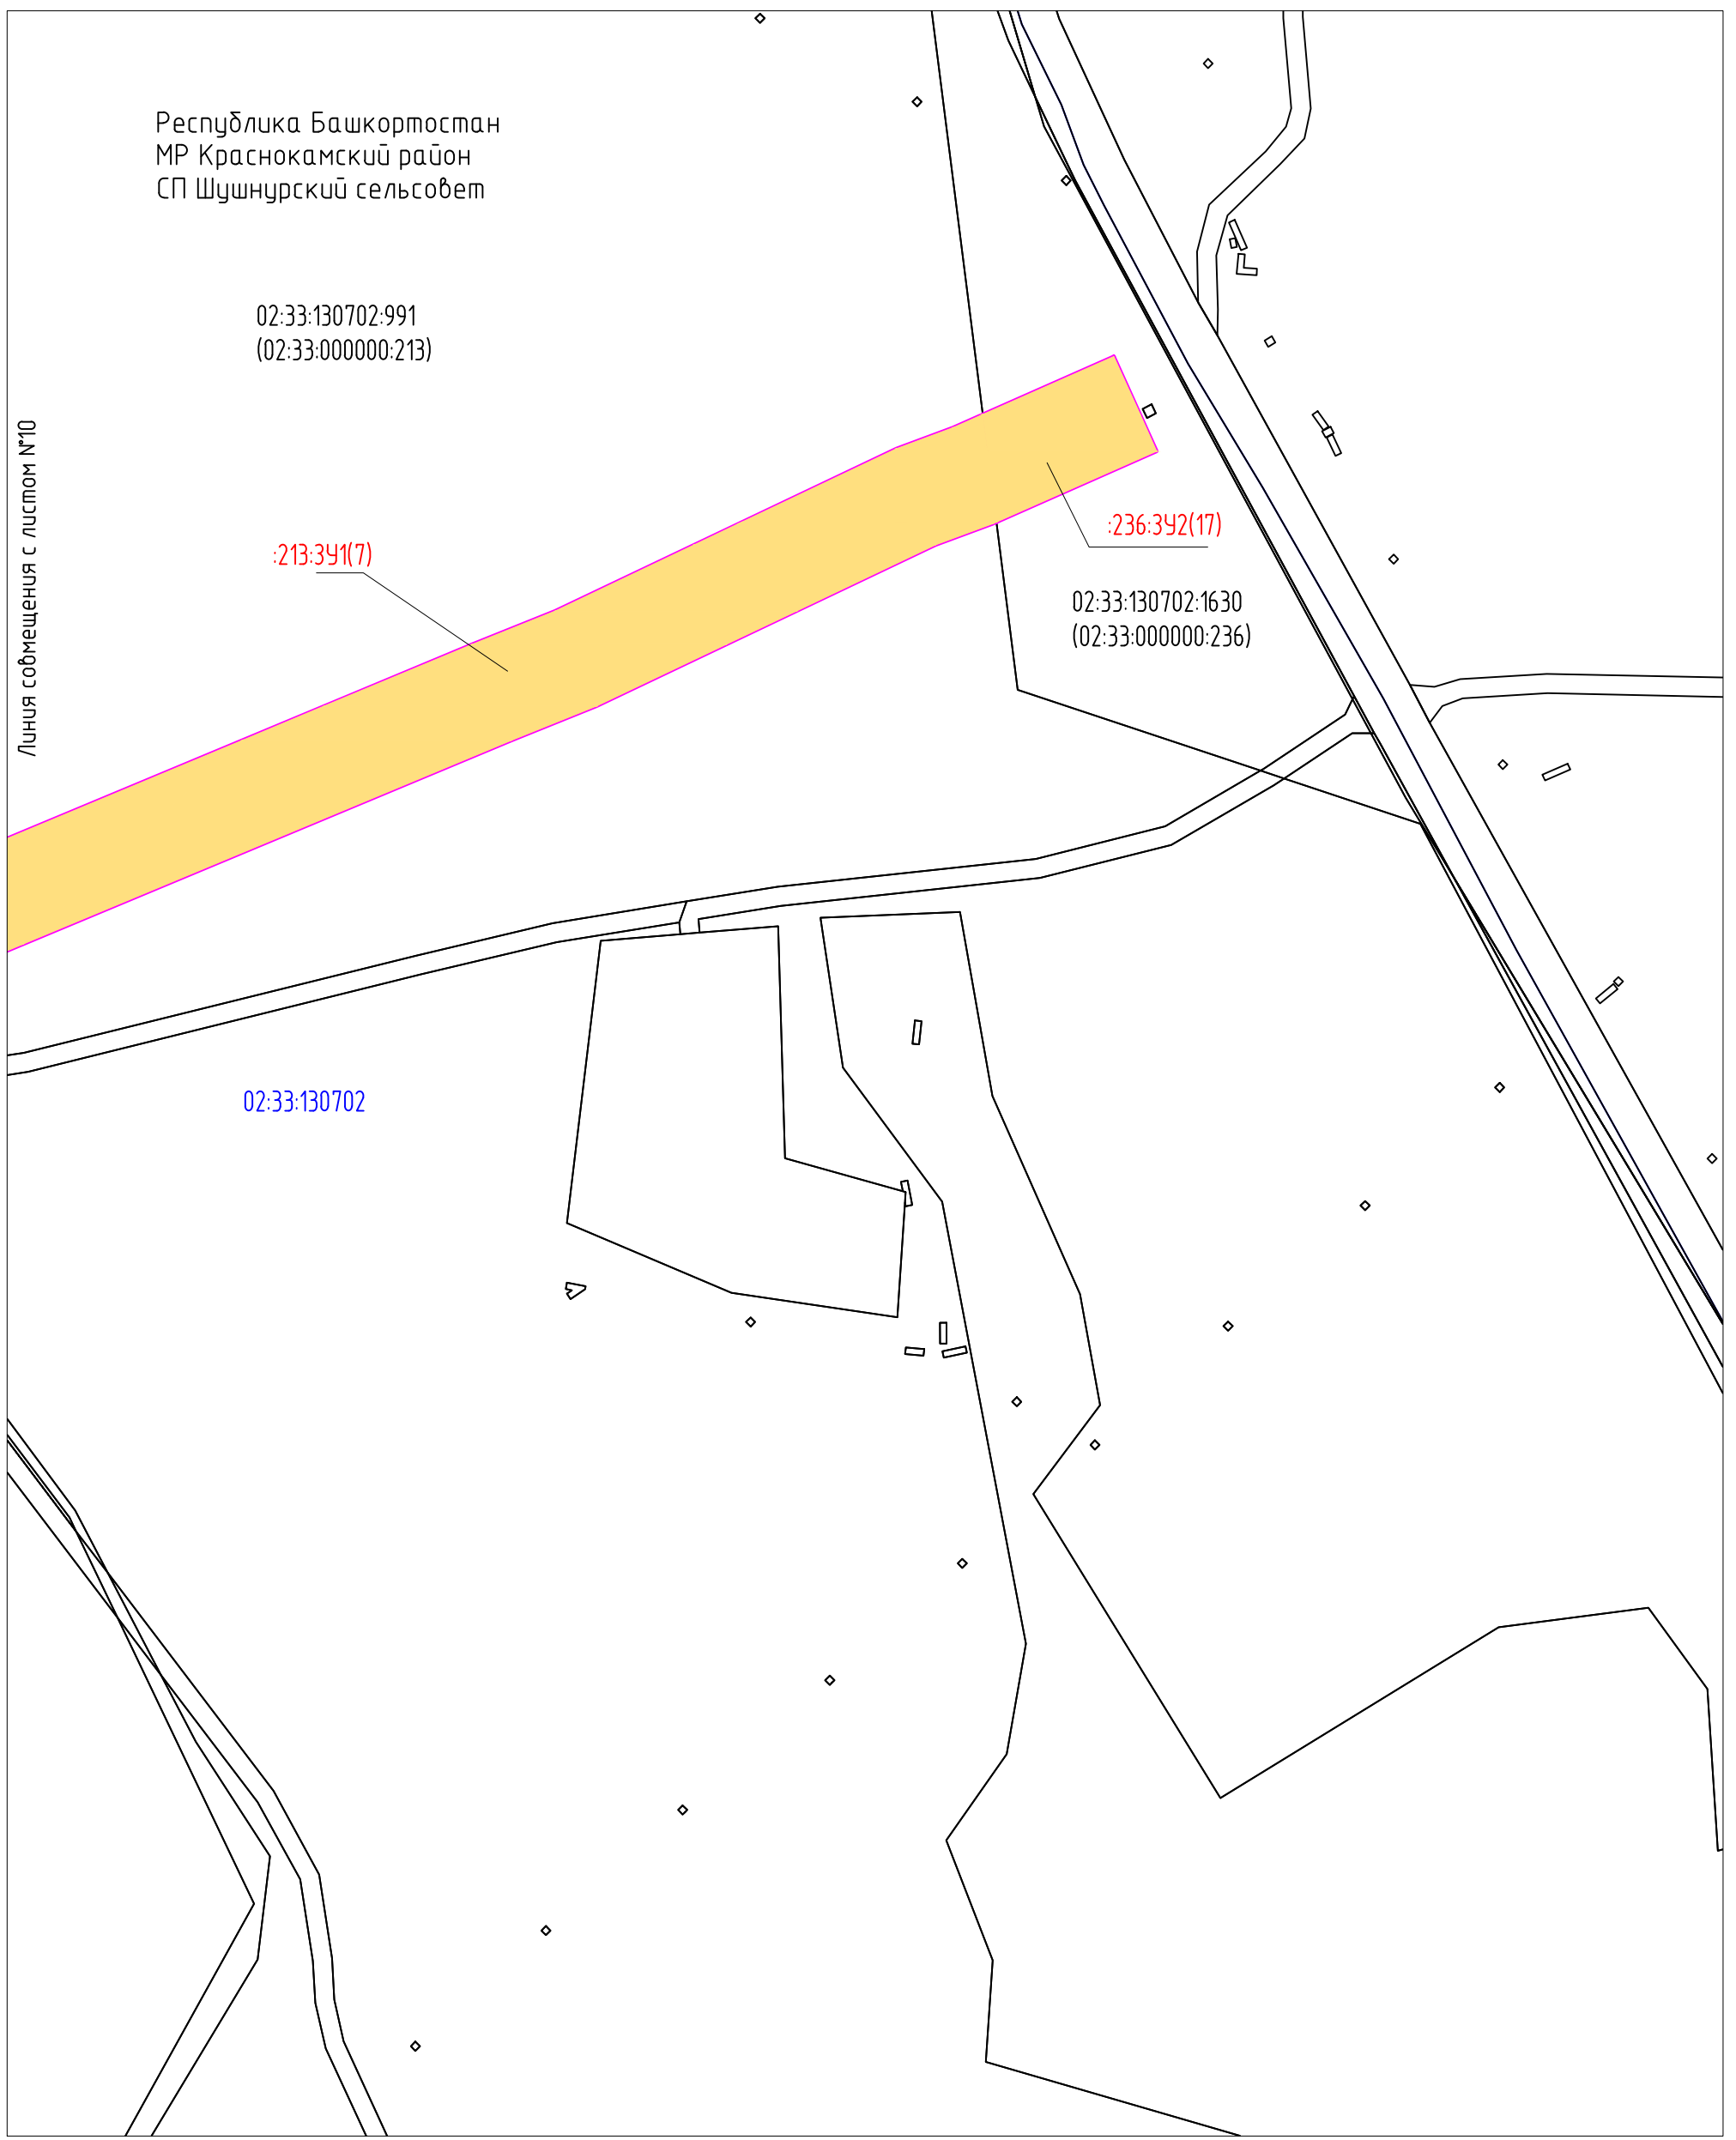 Республика Башкортостан
МР Краснокамский район
СП Шушнурский сельсовет
02:33:130702:991
(02:33:000000:213)
Линия совмещения с листом №10
:213:ЗУ1(7)
:236:ЗУ2(17)
02:33:130702:1630
(02:33:000000:236)
02:33:130702